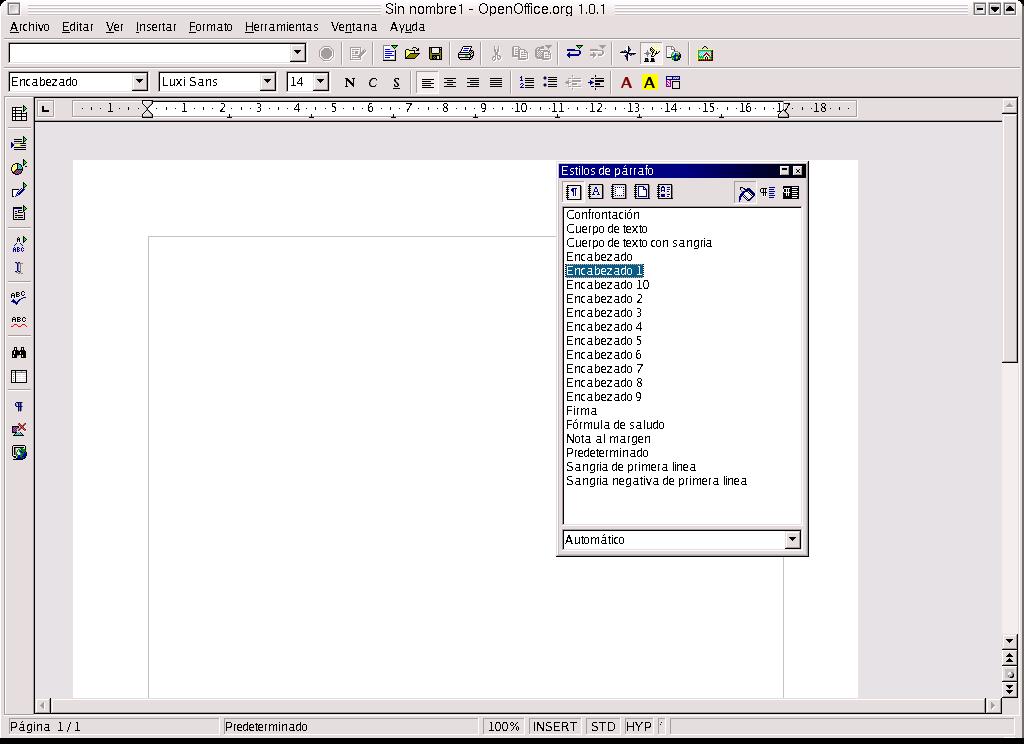 Sin nombre1 - OpenOffice.org 1.0.1
Archivo Editar Ver Insertar Formato Herramientas Ventana Ayuda
Encabezado Luxi Sans 14 N C S A A
1 1 2 3 4 5 6 7 8 9 10 11 12 13 14 15 16 17 18
Estilos de párrafo
Confrontación
Cuerpo de texto
Cuerpo de texto con sangría
Encabezado
Encabezado 1
Encabezado 10
Encabezado 2
Encabezado 3
Encabezado 4
Encabezado 5
Encabezado 6
Encabezado 7
Encabezado 8
Encabezado 9
Firma
Fórmula de saludo
Nota al margen
Predeterminado
Sangría de primera línea
Sangría negativa de primera línea
Automático
ABC
ABC
ABC
Página 1 / 1 Predeterminado 100% INSERT STD HYP